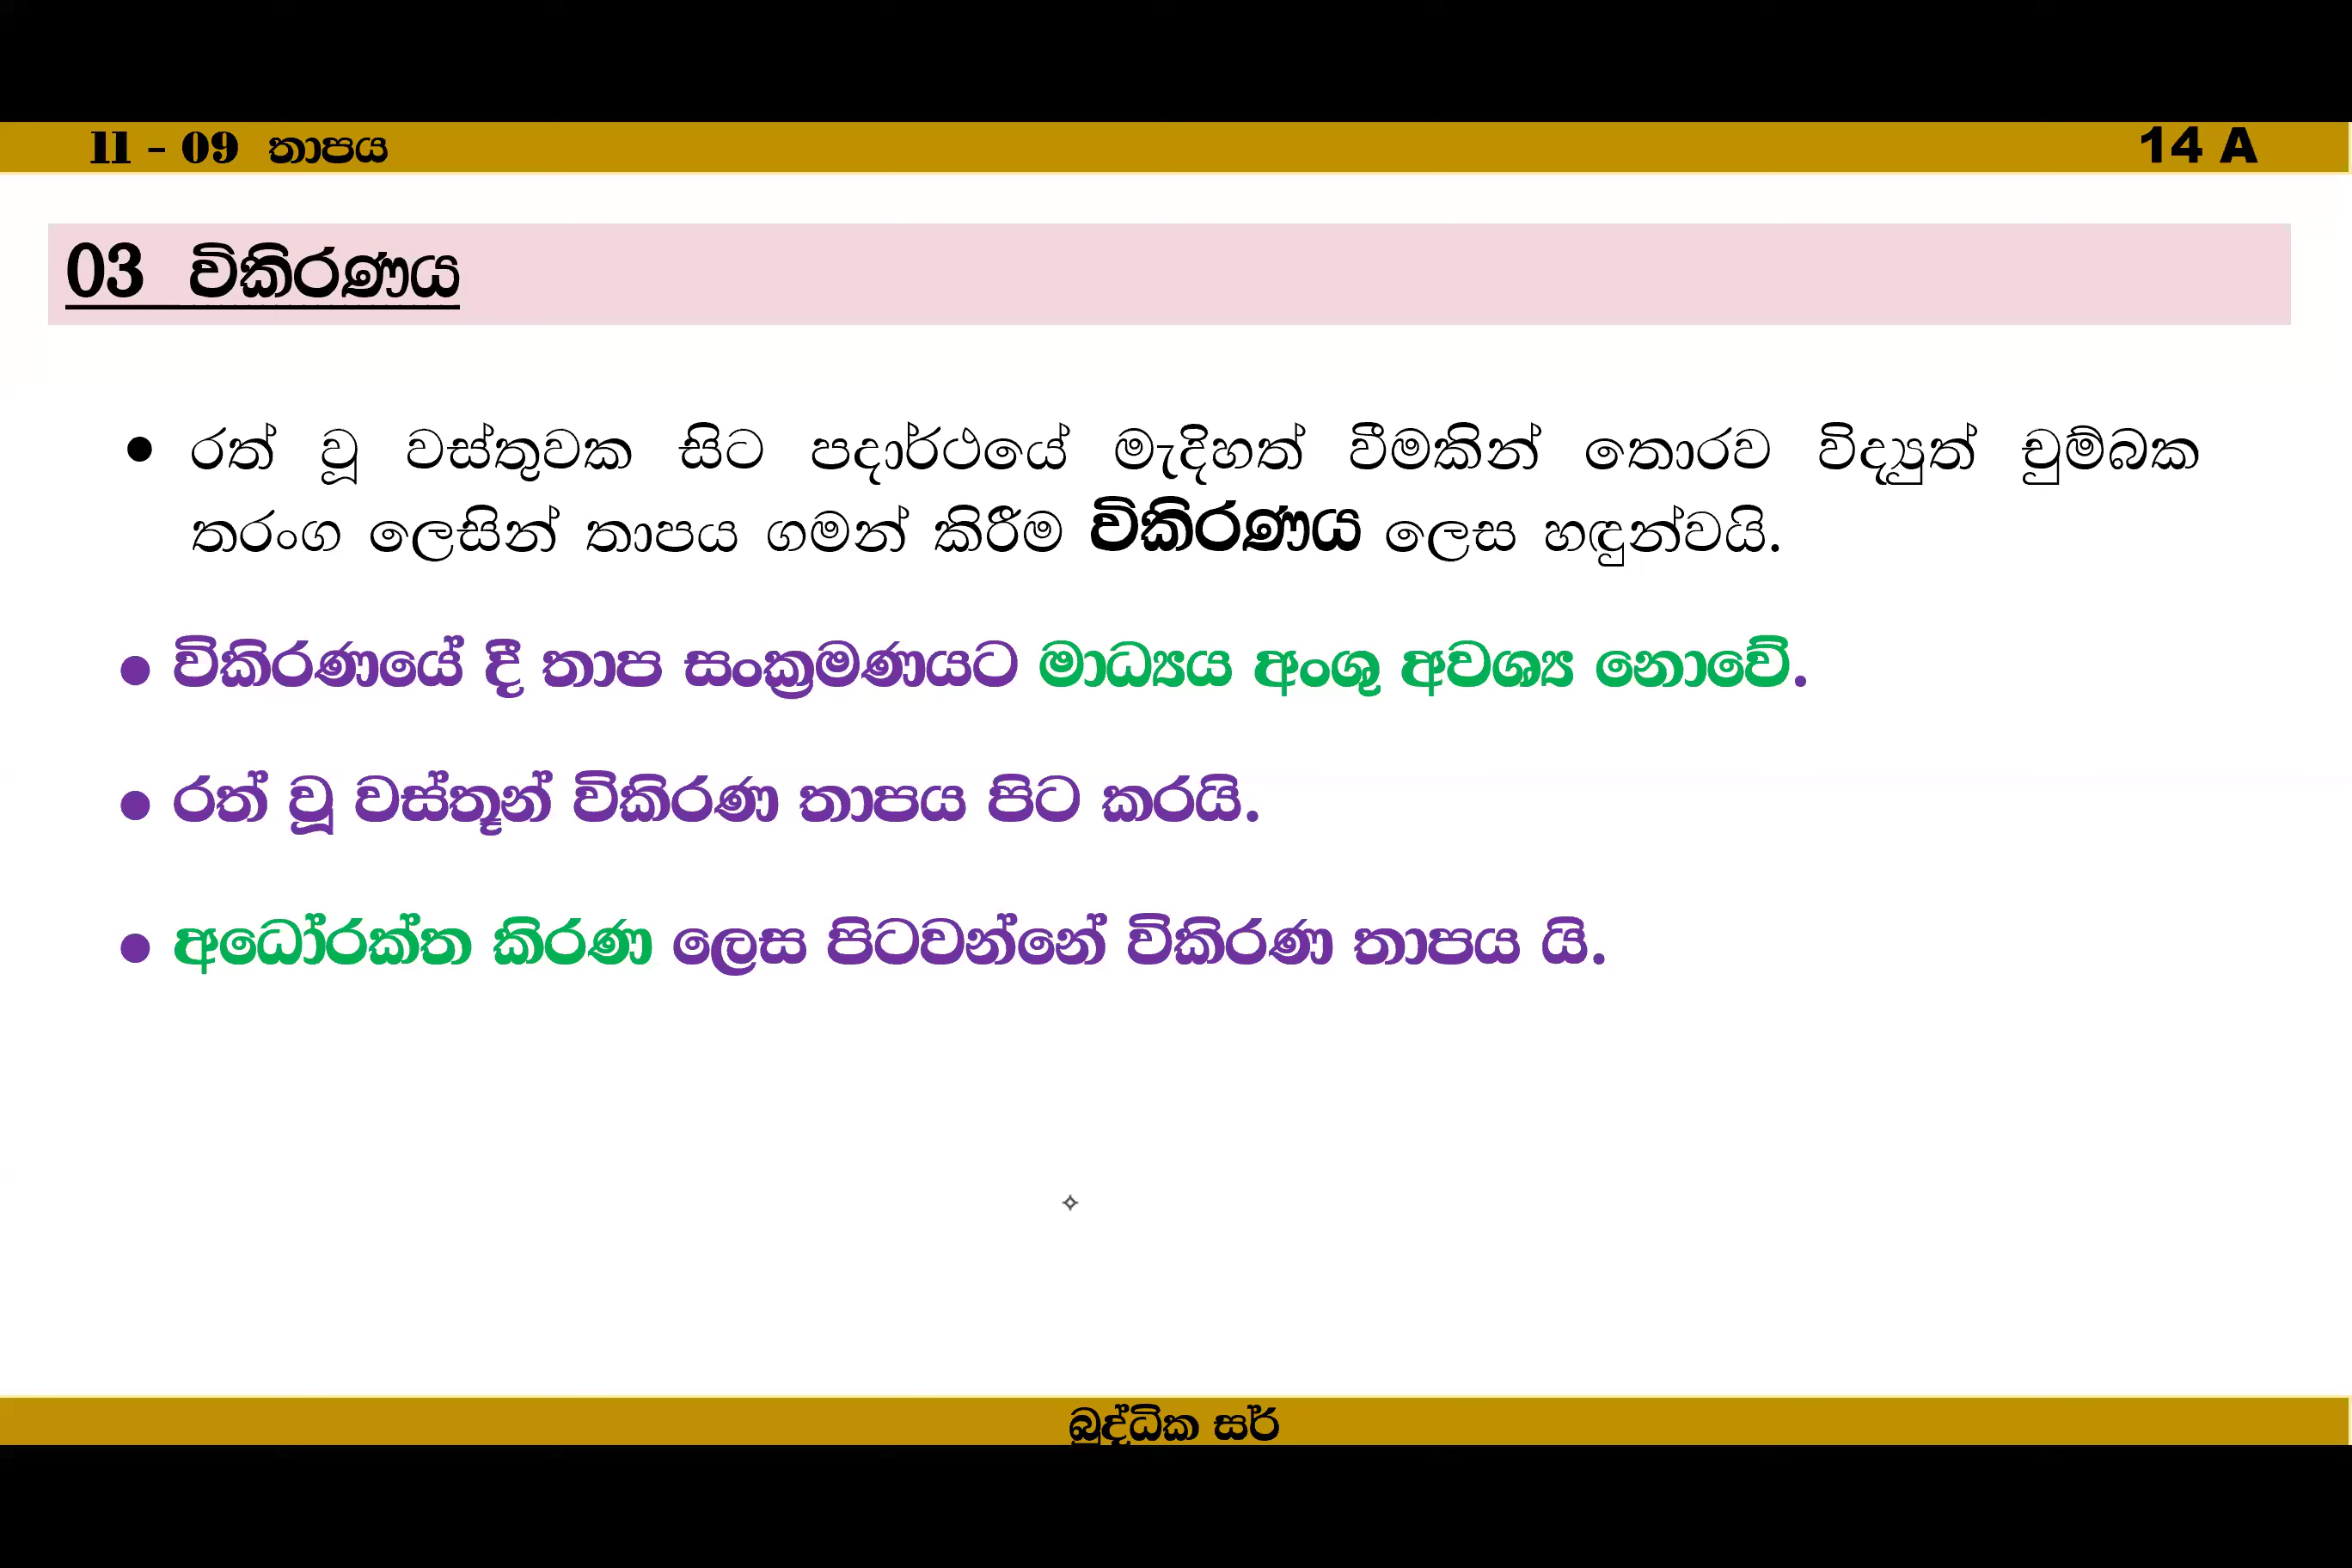 11 - 09 තාපය
14 A
03 විකිරණය
• රත් වූ වස්තුවක සිට පදාර්ථයේ මැදිහත් වීමකින් තොරව විද්‍යුත් චුම්බක
තරංග ලෙසින් තාපය ගමන් කිරීම විකිරණය ලෙස හඳුන්වයි.
• විකිරණයේ දී තාප සංක්‍රමණයට මාධ්‍යය අංශු අවශ්‍ය නොවේ.
• රත් වූ වස්තූන් විකිරණ තාපය පිට කරයි.
• අධෝරක්ත කිරණ ලෙස පිටවන්නේ විකිරණ තාපය යි.
බුද්ධික සර්